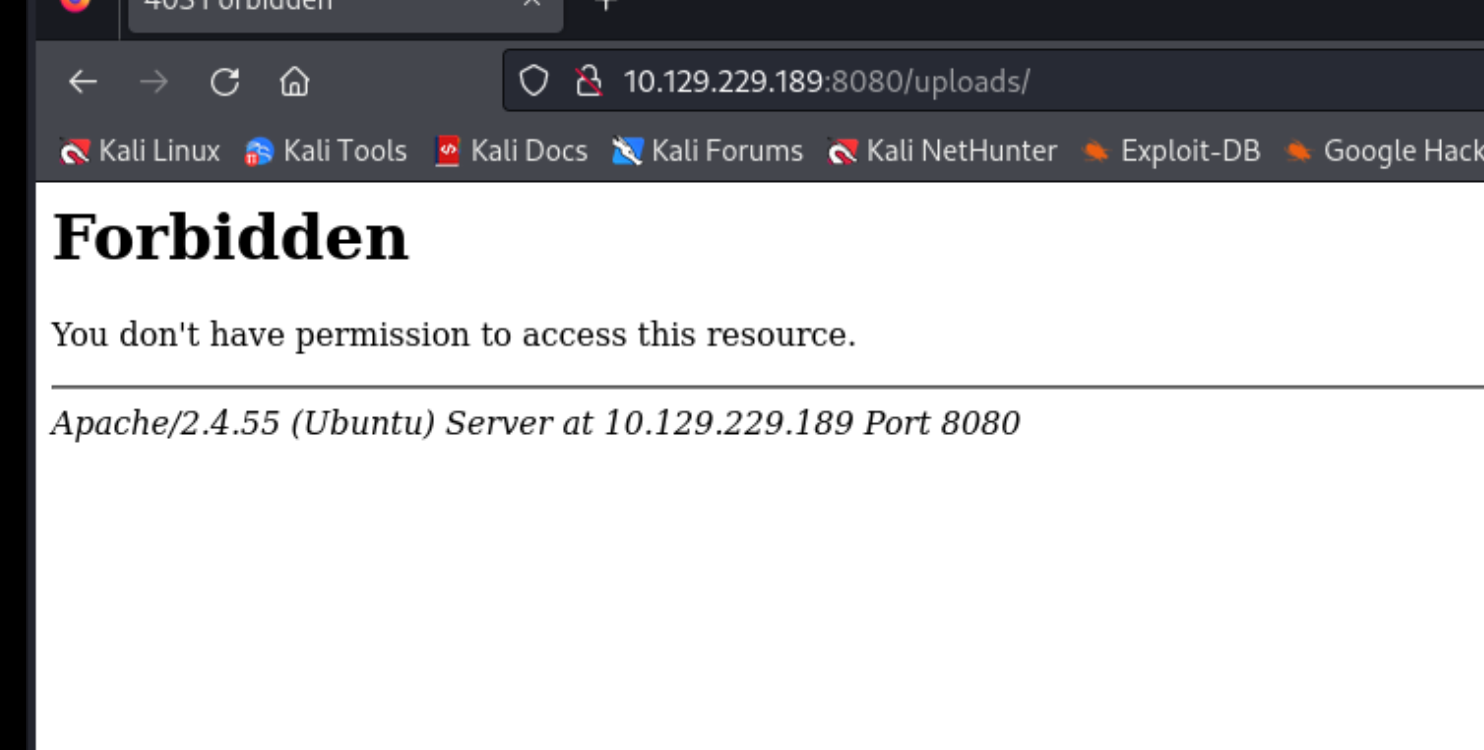 403 Forbidden
10.129.229.189:8080/uploads/
Kali Linux Kali Tools Kali Docs Kali Forums Kali NetHunter Exploit-DB Google Hack
Forbidden
You don't have permission to access this resource.
Apache/2.4.55 (Ubuntu) Server at 10.129.229.189 Port 8080